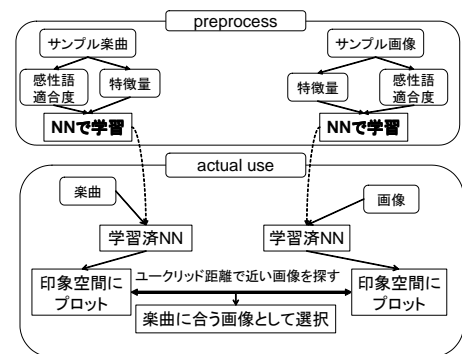 preprocess
サンプル楽曲
サンプル画像
感性語
適合度
特徴量
特徴量
感性語
適合度
NNで学習
NNで学習
actual use
楽曲
画像
学習済NN
学習済NN
ユークリッド距離で近い画像を探す
印象空間に
プロット
印象空間に
プロット
楽曲に合う画像として選択